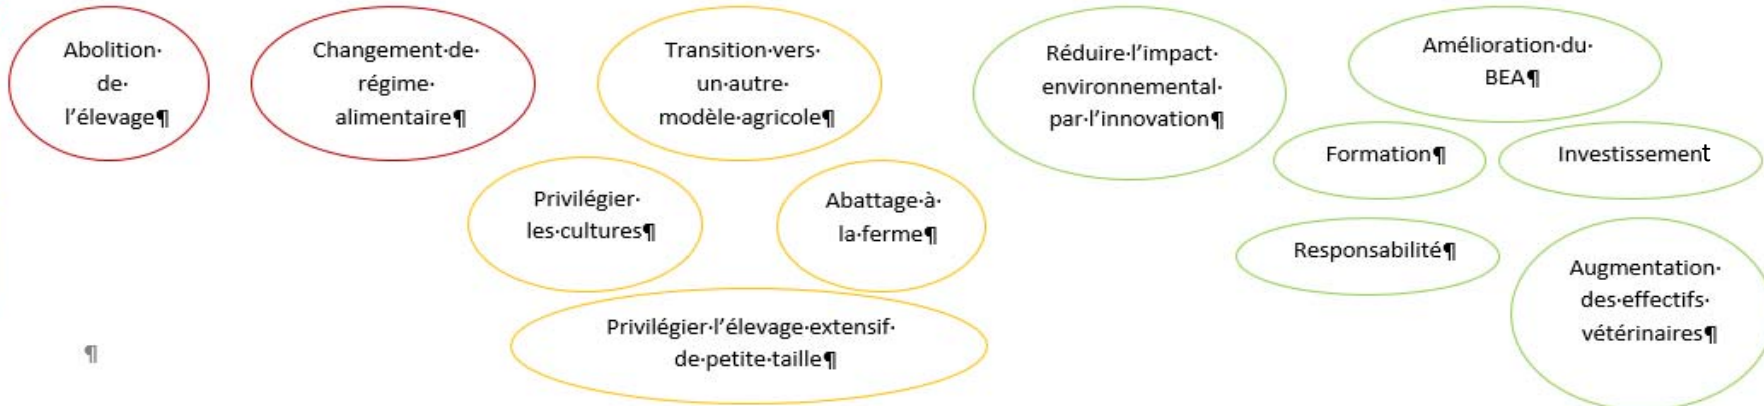 Abolition·
de·
l'élevage¶
Changement·de·
régime·
alimentaire¶
Transition·vers·
un·autre·
modèle·agricole¶
Privilégier·
les·cultures¶
Abattage·à·
la·ferme¶
Privilégier·l'élevage·extensif·
de·petite·taille¶
Réduire·l'impact·
environnemental·
par·l'innovation¶
Amélioration·du·
BEA¶
Formation¶
Investissement
Responsabilité¶
Augmentation·
des·effectifs·
vétérinaires¶
¶